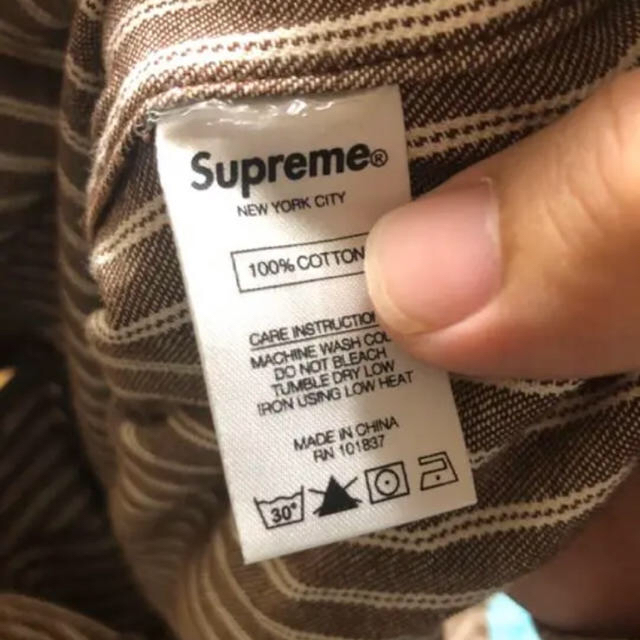 Supreme®
NEW YORK CITY
100% COTTON
CARE INSTRUCTION
MACHINE WASH COL
DO NOT BLEACH
TUMBLE DRY LOW
IRON USING LOW HEAT
MADE IN CHINA
RN 101837
30°